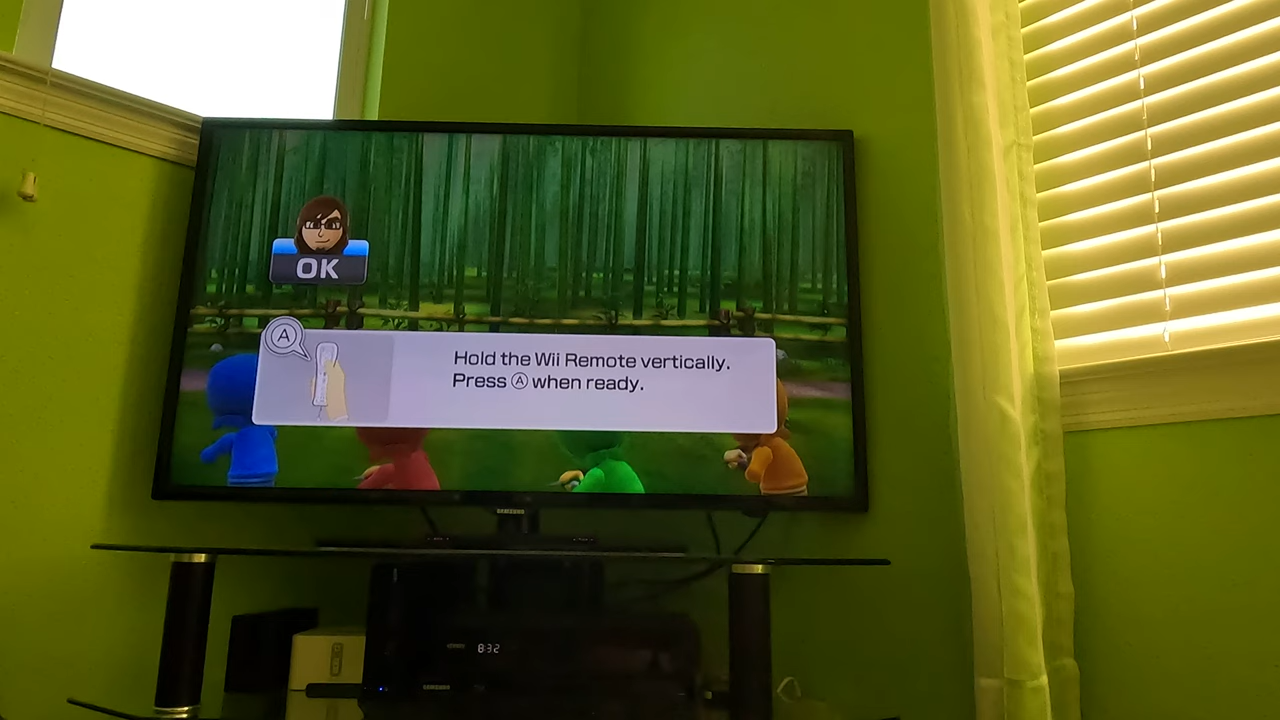 OK
A
Hold the Wii Remote vertically.
Press A when ready.
SAMSUNG
8:32
SAMSUNG